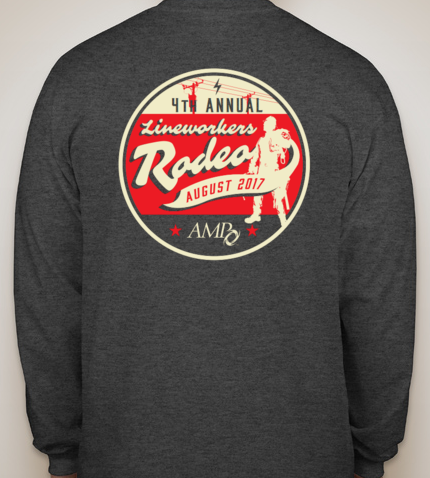 4TH ANNUAL
Lineworkers
Rodeo
AUGUST 2017
AMP